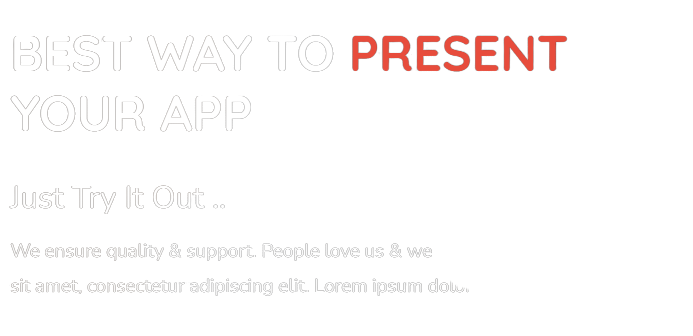 BEST WAY TO PRESENT
YOUR APP
Just Try It Out ..
We ensure quality & support. People love us & we
sit amet, consectetur adipiscing elit. Lorem ipsum